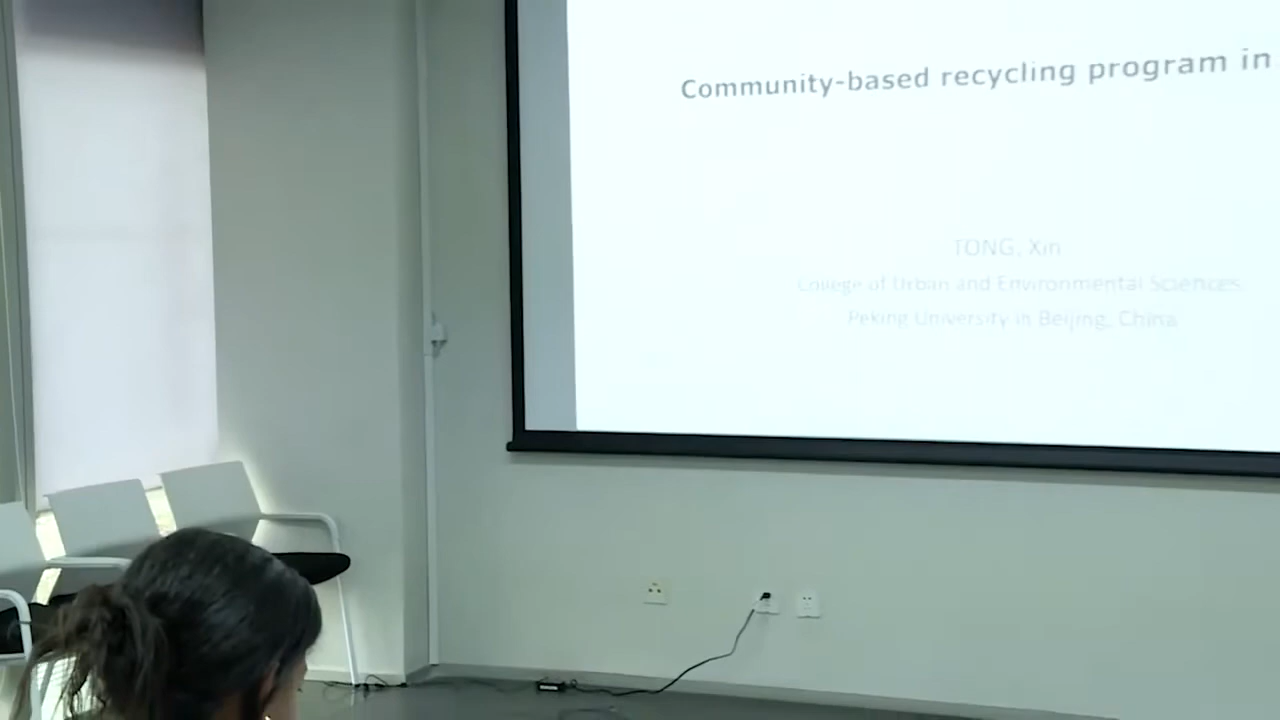 Community-based recycling program in
TONG, Xin
College of Urban and Environmental Sciences
Peking University in Beijing, China